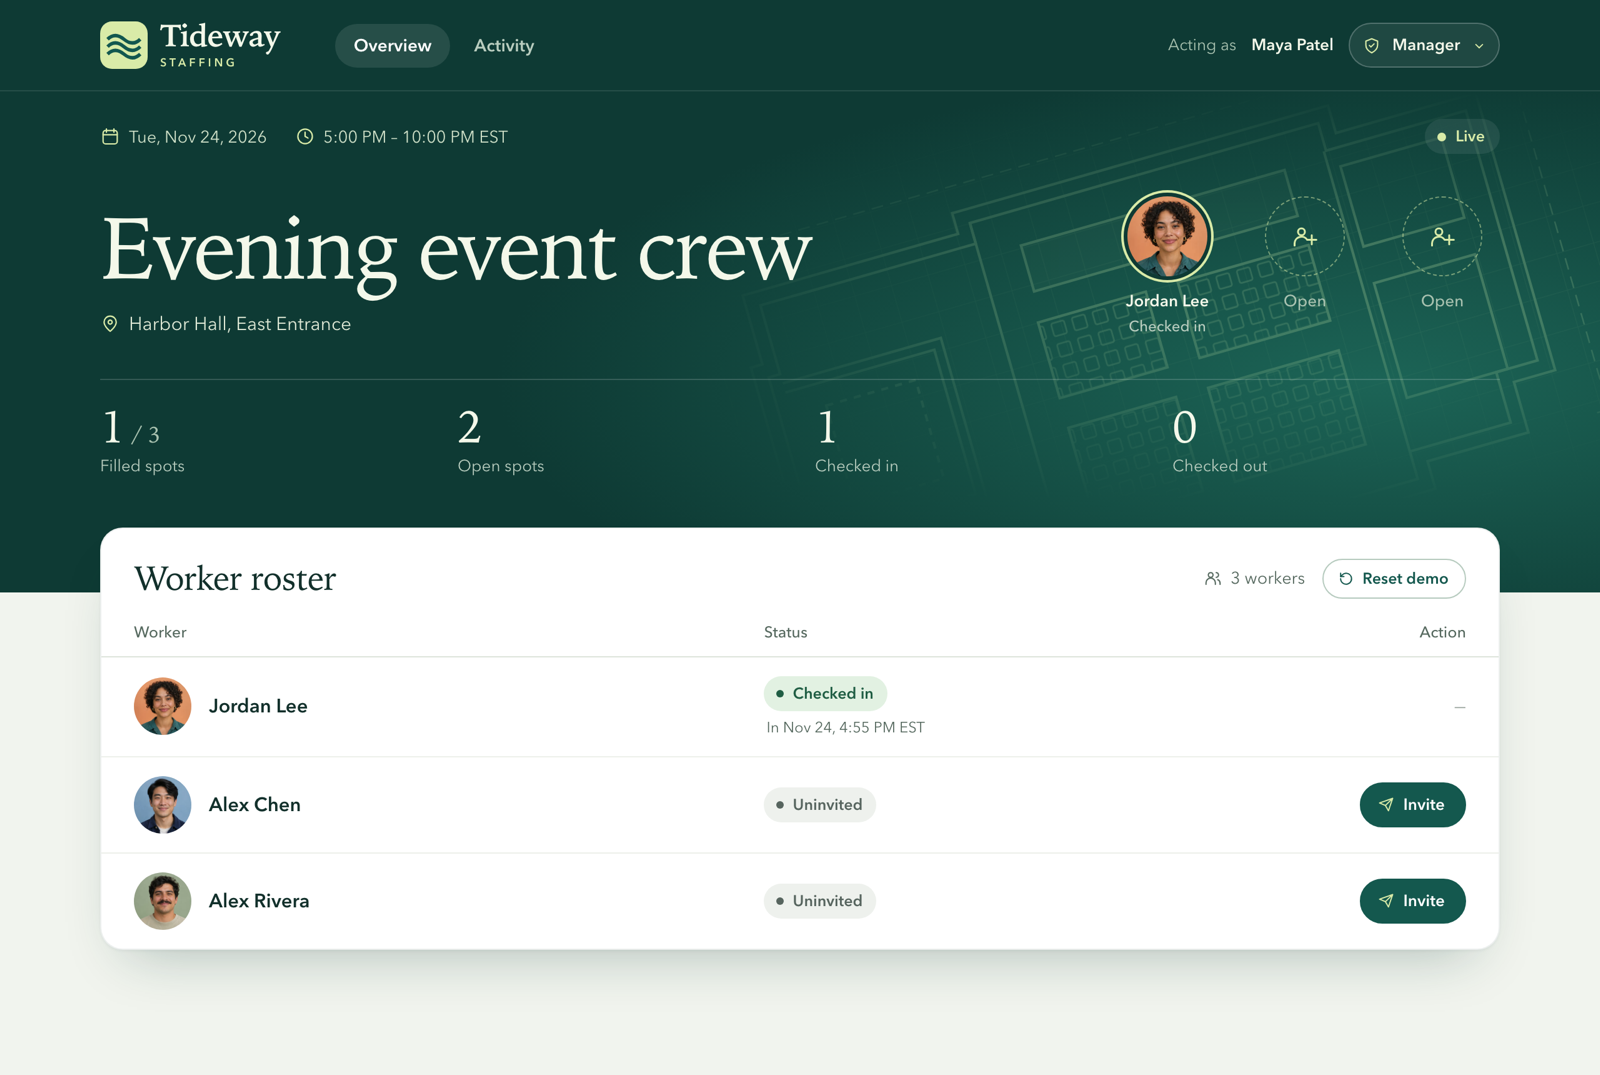 Tideway
STAFFING
Overview
Activity
Acting as Maya Patel
Manager
Tue, Nov 24, 2026
5:00 PM – 10:00 PM EST
Live
Evening event crew
Harbor Hall, East Entrance
Jordan Lee
Checked in
Open
Open
1 / 3
Filled spots
2
Open spots
1
Checked in
0
Checked out
Worker roster
3 workers
Reset demo
Worker
Status
Action
Jordan Lee
Checked in
In Nov 24, 4:55 PM EST
–
Alex Chen
Uninvited
Invite
Alex Rivera
Uninvited
Invite